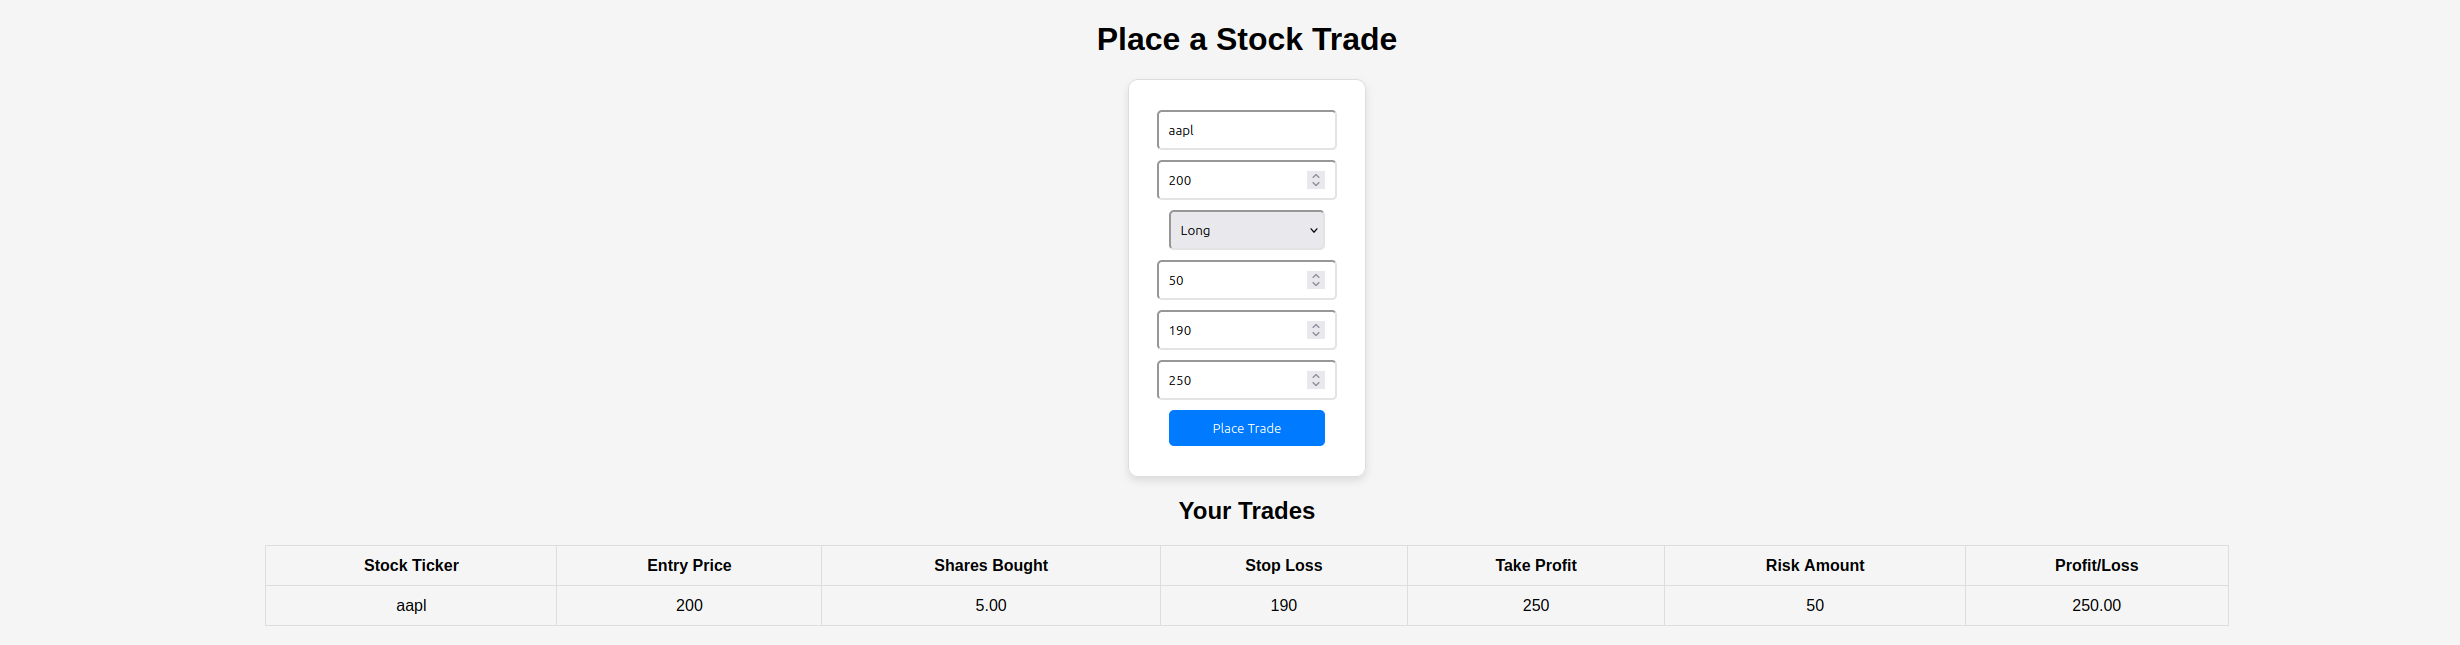 Place a Stock Trade
aapl
200
Long
50
190
250
Place Trade
Your Trades
Stock Ticker Entry Price Shares Bought Stop Loss Take Profit Risk Amount Profit/Loss
aapl 200 5.00 190 250 50 250.00